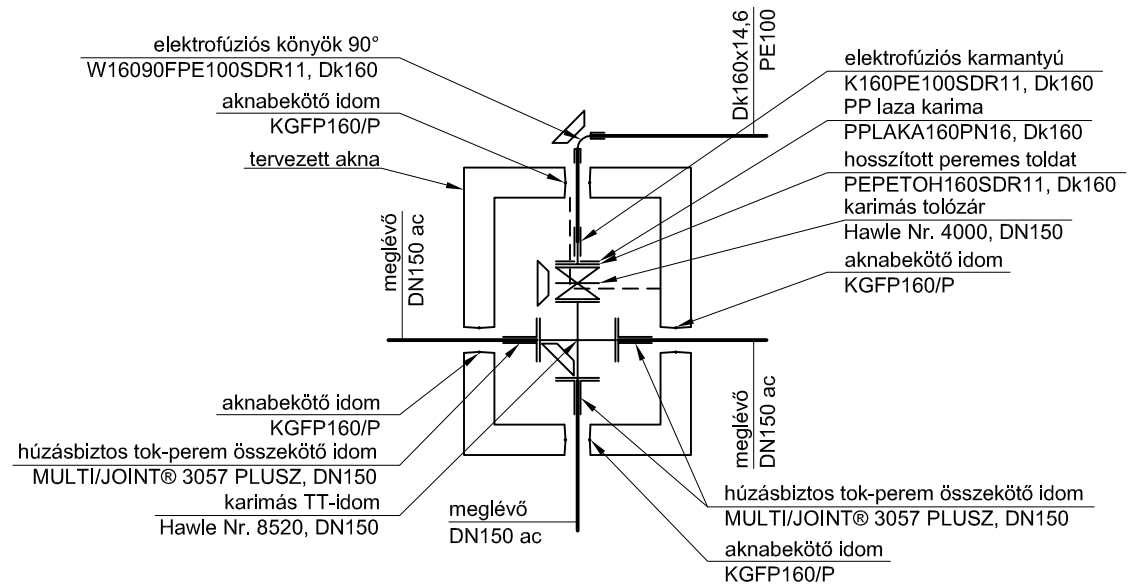 elektrofúziós könyök 90°
W16090FPE100SDR11, Dk160
aknabekötő idom
KGFP160/P
tervezett akna
meglévő
DN150 ac
Dk160x14,6
PE100
elektrofúziós karmantyú
K160PE100SDR11, Dk160
PP laza karima
PPLAKA160PN16, Dk160
hosszított peremes toldat
PEPETOH160SDR11, Dk160
karimás tolózár
Hawle Nr. 4000, DN150
aknabekötő idom
KGFP160/P
aknabekötő idom
KGFP160/P
húzásbiztos tok-perem összekötő idom
MULTI/JOINT® 3057 PLUSZ, DN150
karimás TT-idom
Hawle Nr. 8520, DN150
meglévő
DN150 ac
meglévő
DN150 ac
húzásbiztos tok-perem összekötő idom
MULTI/JOINT® 3057 PLUSZ, DN150
aknabekötő idom
KGFP160/P